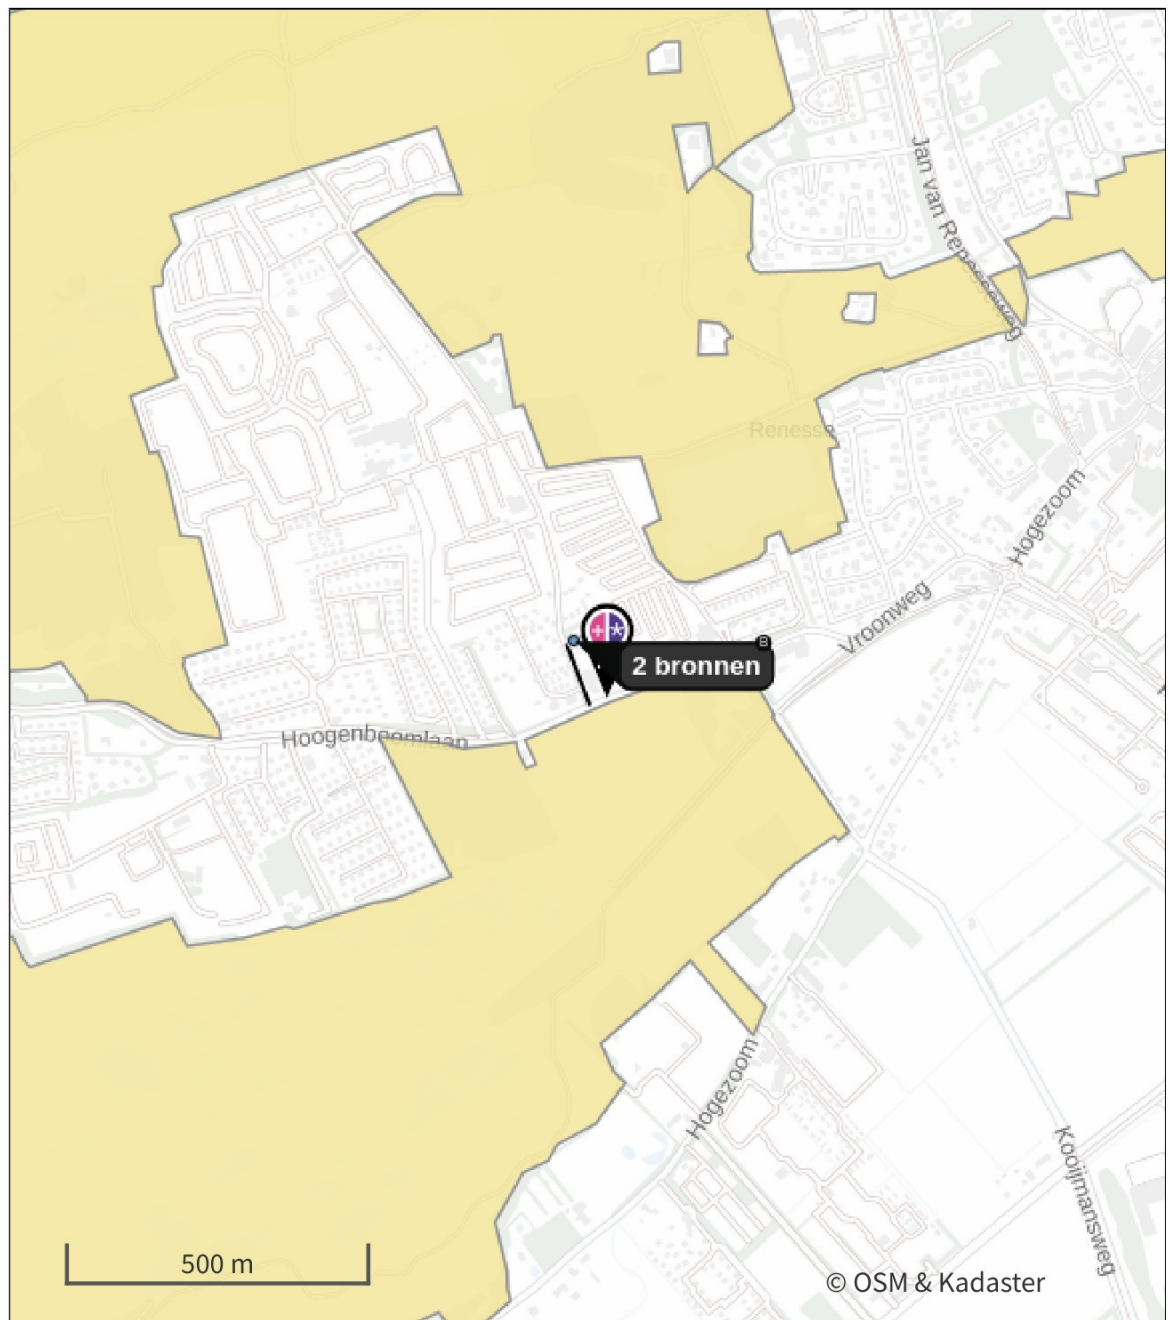 Jan van Renesseweg
Renesse
Hogezoom
Vroonweg
B
2 bronnen
Hoogenboomlaan
Hogezoom
Kooijmansweg
500 m
© OSM & Kadaster